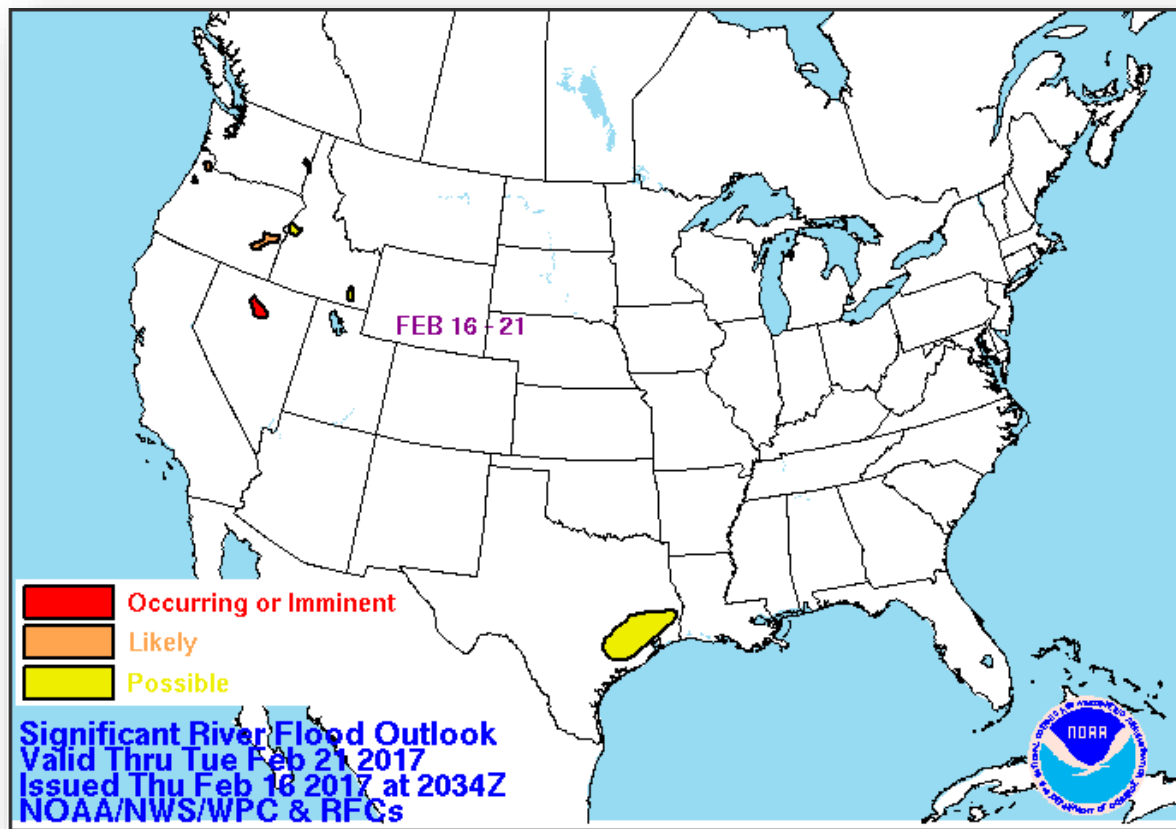 FEB 16 - 21
Occurring or Imminent
Likely
Possible
Significant River Flood Outlook
Valid Thru Tue Feb 21 2017
Issued Thu Feb 16 2017 at 2034Z
NOAA/NWS/WPC & RFCs
NOAA